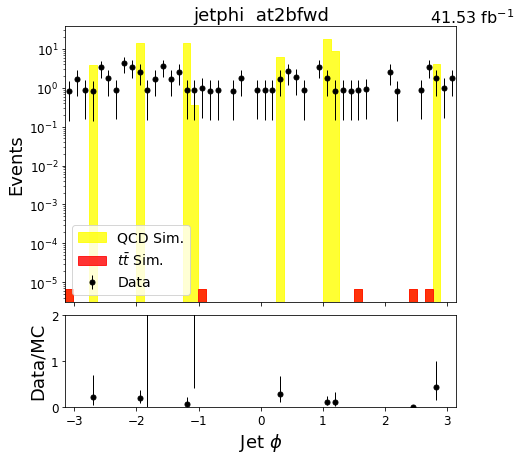 jetphi at2bfwd
41.53 fb⁻¹
Events
10¹
10⁰
10⁻¹
10⁻²
10⁻³
10⁻⁴
10⁻⁵
QCD Sim.
tt̄ Sim.
Data
Data/MC
2
1
0
−3 −2 −1 0 1 2 3
Jet ϕ